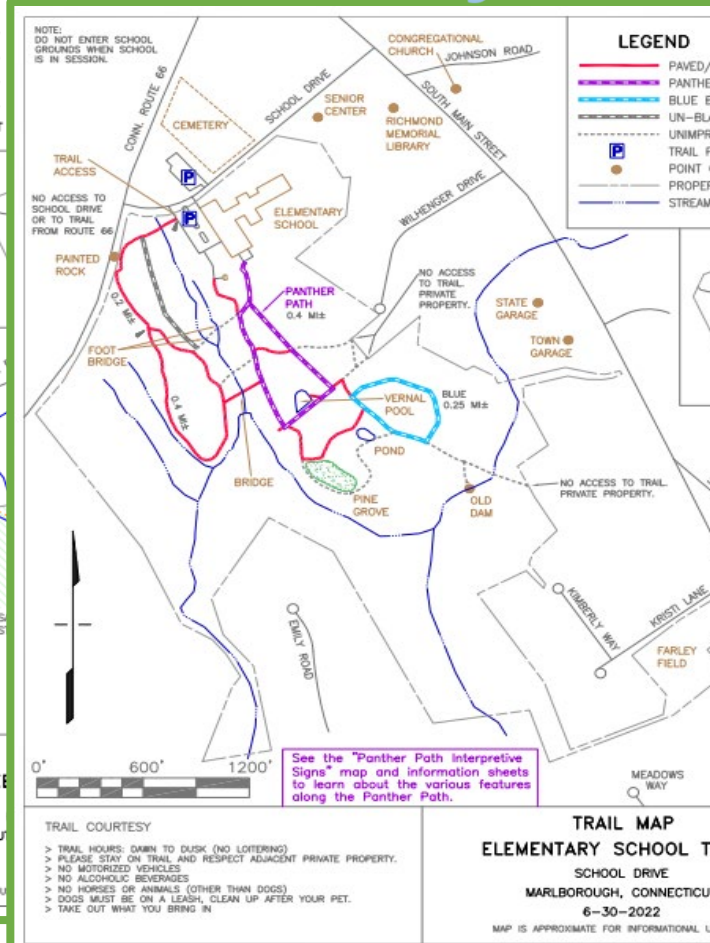 NOTE:
DO NOT ENTER SCHOOL
GROUNDS WHEN SCHOOL
IS IN SESSION.
CONN. ROUTE 66
CEMETERY
SCHOOL DRIVE
SENIOR
CENTER
CONGREGATIONAL
CHURCH
JOHNSON ROAD
RICHMOND
MEMORIAL
LIBRARY
SOUTH MAIN STREET
LEGEND
PAVED/
PANTHE
BLUE B
UN-BLA
UNIMPR
P TRAIL P
POINT
PROPER
STREAM
TRAIL
ACCESS
P
P
NO ACCESS TO
SCHOOL DRIVE
OR TO TRAIL
FROM ROUTE 66
ELEMENTARY
SCHOOL
WILHENGER DRIVE
PAINTED
ROCK
0.2 MI±
PANTHER
PATH
0.4 MI±
NO ACCESS
TO TRAIL.
PRIVATE
PROPERTY.
STATE
GARAGE
TOWN
GARAGE
FOOT
BRIDGE
0.4 MI±
VERNAL
POOL
BLUE
0.25 MI±
POND
BRIDGE
PINE
GROVE
OLD
DAM
NO ACCESS TO TRAIL.
PRIVATE PROPERTY.
EMILY ROAD
KIMBERLY WAY
KRISTI LANE
FARLEY
FIELD
MEADOWS
WAY
0' 600' 1200'
See the "Panther Path Interpretive
Signs" map and information sheets
to learn about the various features
along the Panther Path.
TRAIL COURTESY
> TRAIL HOURS: DAWN TO DUSK (NO LOITERING)
> PLEASE STAY ON TRAIL AND RESPECT ADJACENT PRIVATE PROPERTY.
> NO MOTORIZED VEHICLES
> NO ALCOHOLIC BEVERAGES
> NO HORSES OR ANIMALS (OTHER THAN DOGS)
> DOGS MUST BE ON A LEASH, CLEAN UP AFTER YOUR PET.
> TAKE OUT WHAT YOU BRING IN
TRAIL MAP
ELEMENTARY SCHOOL T
SCHOOL DRIVE
MARLBOROUGH, CONNECTICU
6-30-2022
MAP IS APPROXIMATE FOR INFORMATIONAL U